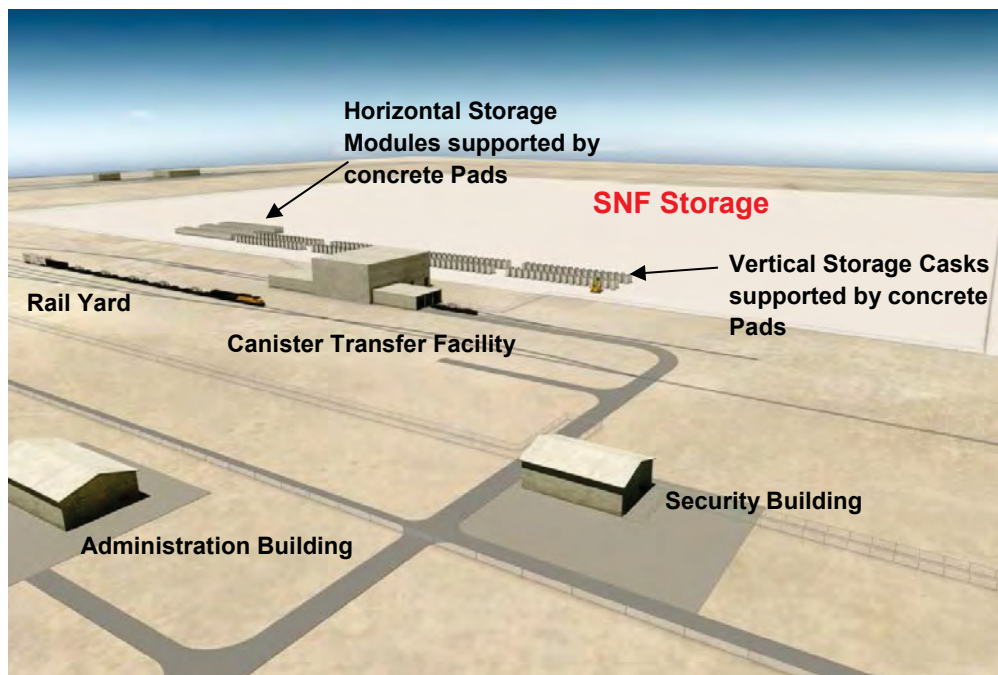 Horizontal Storage
Modules supported by
concrete Pads
SNF Storage
Vertical Storage Casks
supported by concrete
Pads
Rail Yard
Canister Transfer Facility
Security Building
Administration Building